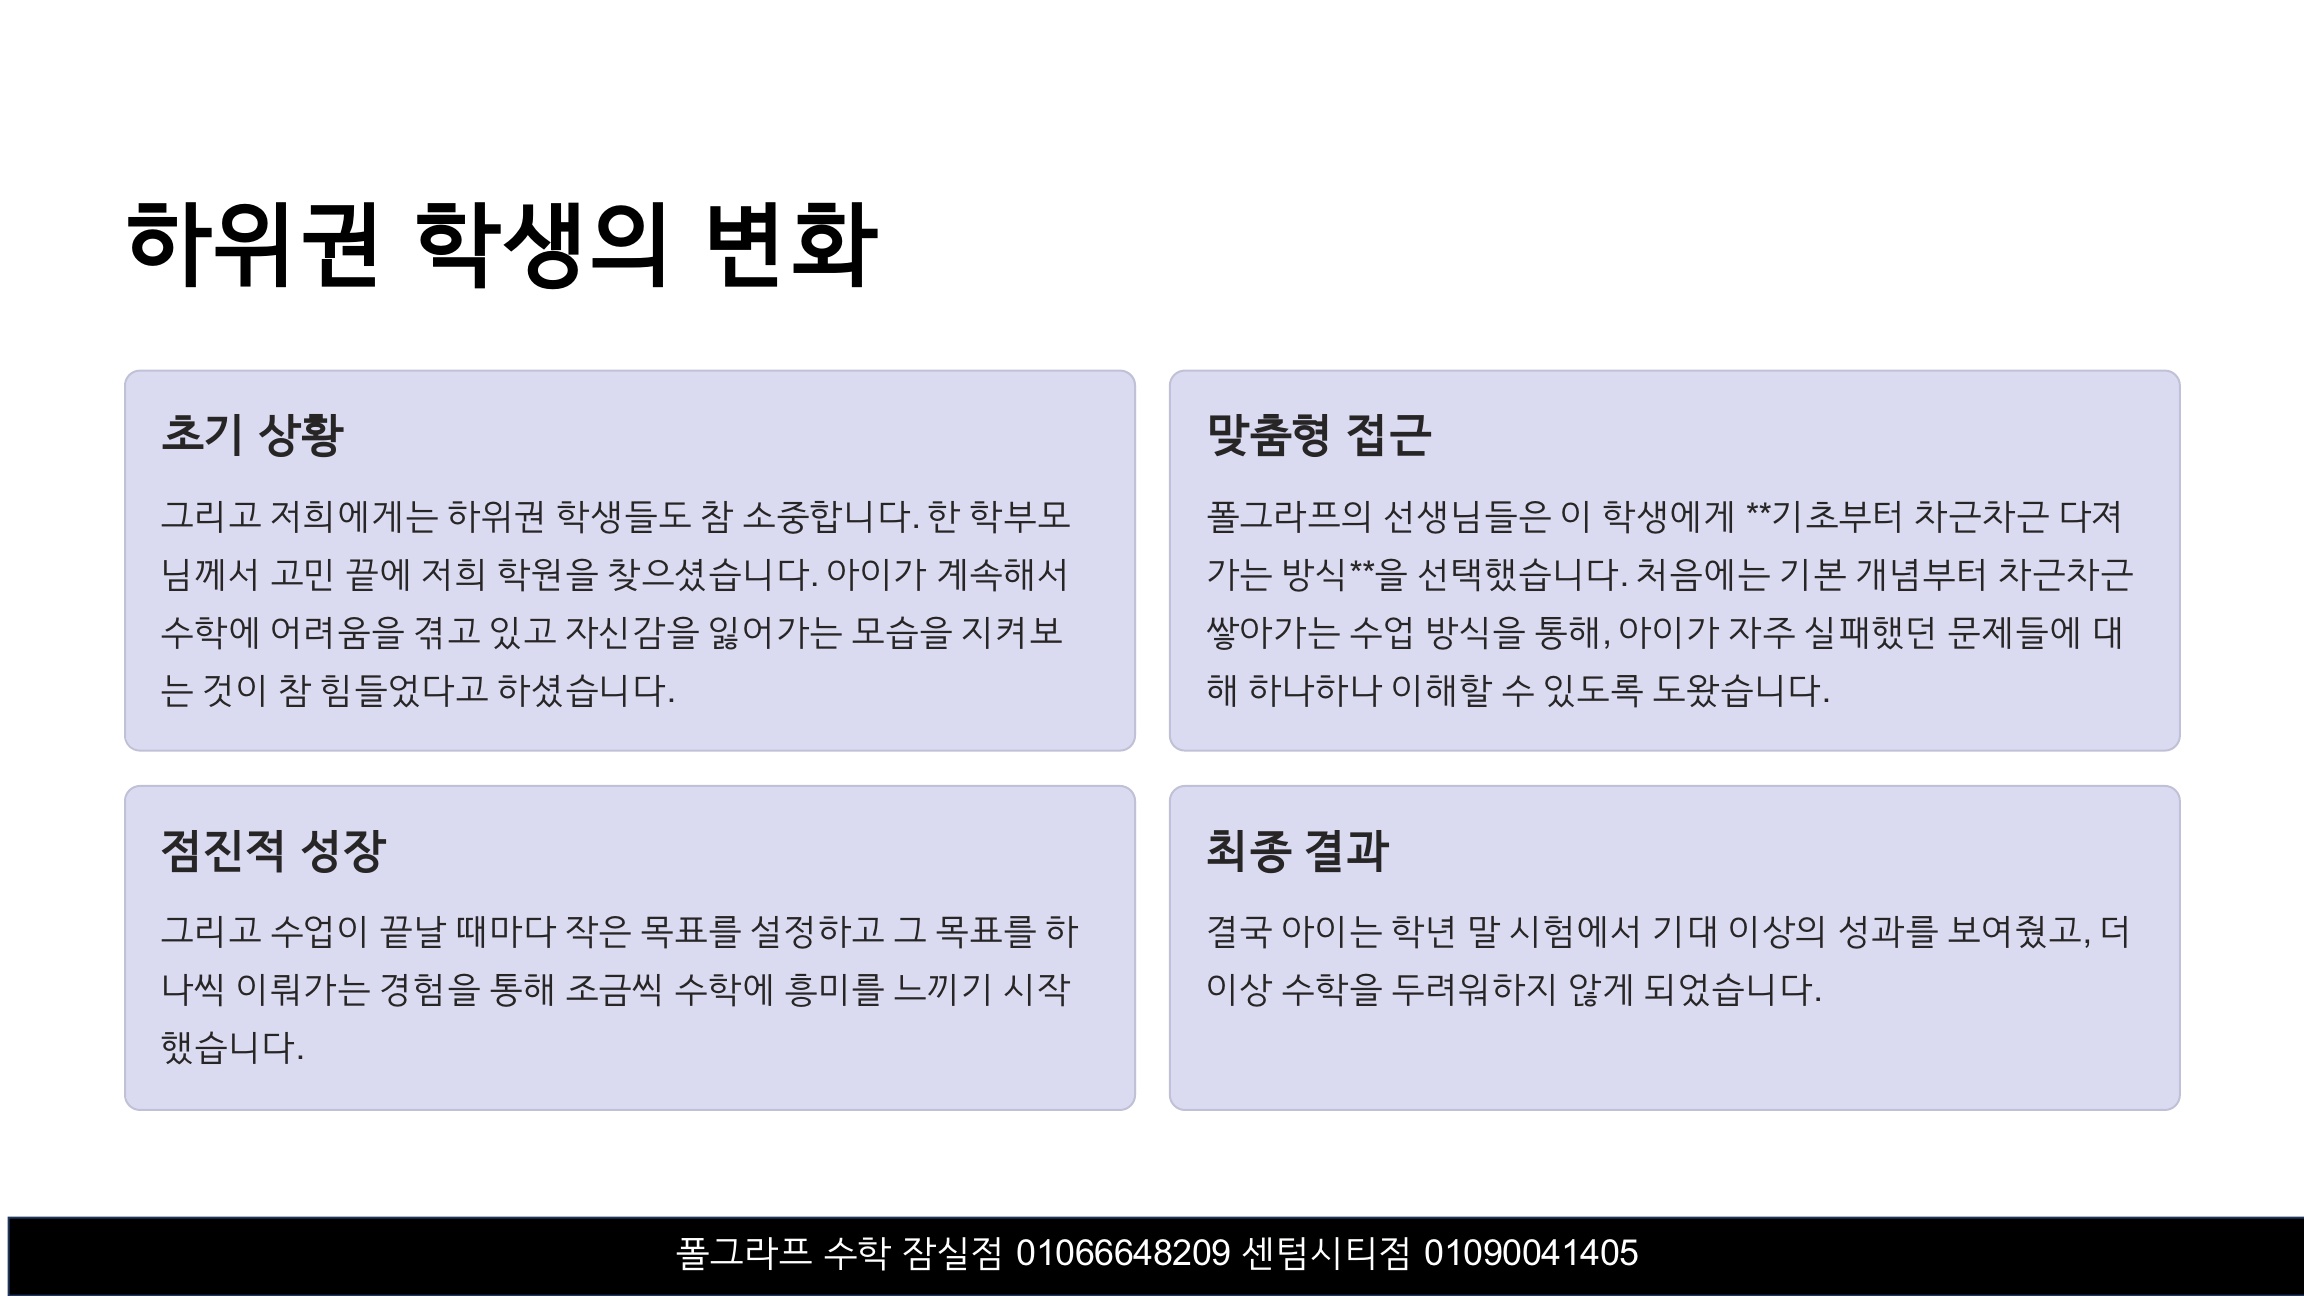 하위권 학생의 변화
초기 상황
그리고 저희에게는 하위권 학생들도 참 소중합니다. 한 학부모
님께서 고민 끝에 저희 학원을 찾으셨습니다. 아이가 계속해서
수학에 어려움을 겪고 있고 자신감을 잃어가는 모습을 지켜보
는 것이 참 힘들었다고 하셨습니다.
맞춤형 접근
폴그라프의 선생님들은 이 학생에게 **기초부터 차근차근 다져
가는 방식**을 선택했습니다. 처음에는 기본 개념부터 차근차근
쌓아가는 수업 방식을 통해, 아이가 자주 실패했던 문제들에 대
해 하나하나 이해할 수 있도록 도왔습니다.
점진적 성장
그리고 수업이 끝날 때마다 작은 목표를 설정하고 그 목표를 하
나씩 이뤄가는 경험을 통해 조금씩 수학에 흥미를 느끼기 시작
했습니다.
최종 결과
결국 아이는 학년 말 시험에서 기대 이상의 성과를 보여줬고, 더
이상 수학을 두려워하지 않게 되었습니다.
폴그라프 수학 잠실점 01066648209 센텀시티점 01090041405